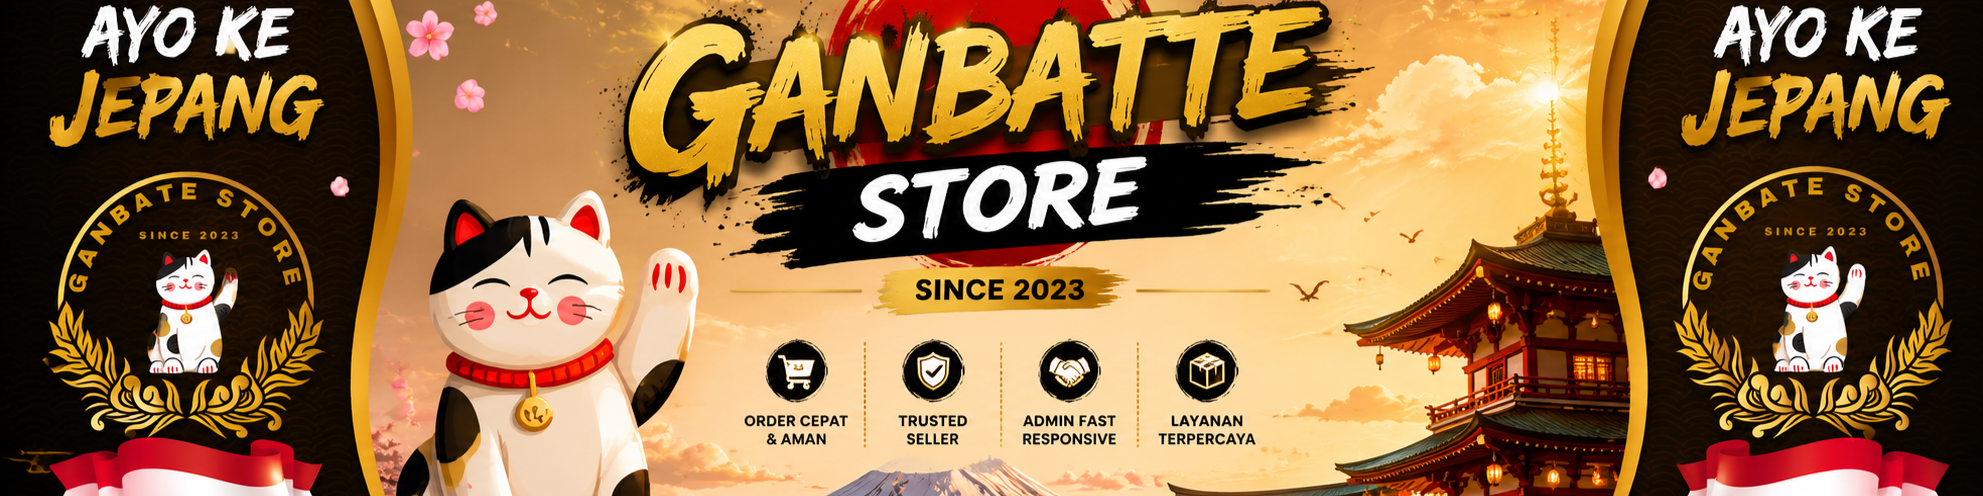 AYO KE
JEPANG
GANBATE STORE
SINCE 2023
GANBATTE
STORE
SINCE 2023
ORDER CEPAT
& AMAN
TRUSTED
SELLER
ADMIN FAST
RESPONSIVE
LAYANAN
TERPERCAYA
AYO KE
JEPANG
GANBATE STORE
SINCE 2023